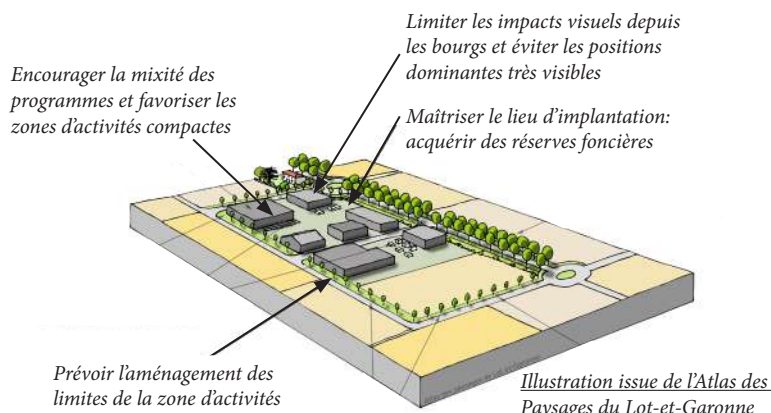 Limiter les impacts visuels depuis
les bourgs et éviter les positions
dominantes très visibles
Encourager la mixité des
programmes et favoriser les
zones d'activités compactes
Maîtriser le lieu d'implantation:
acquérir des réserves foncières
Prévoir l'aménagement des
limites de la zone d'activités
Illustration issue de l'Atlas des
Paysages du Lot-et-Garonne